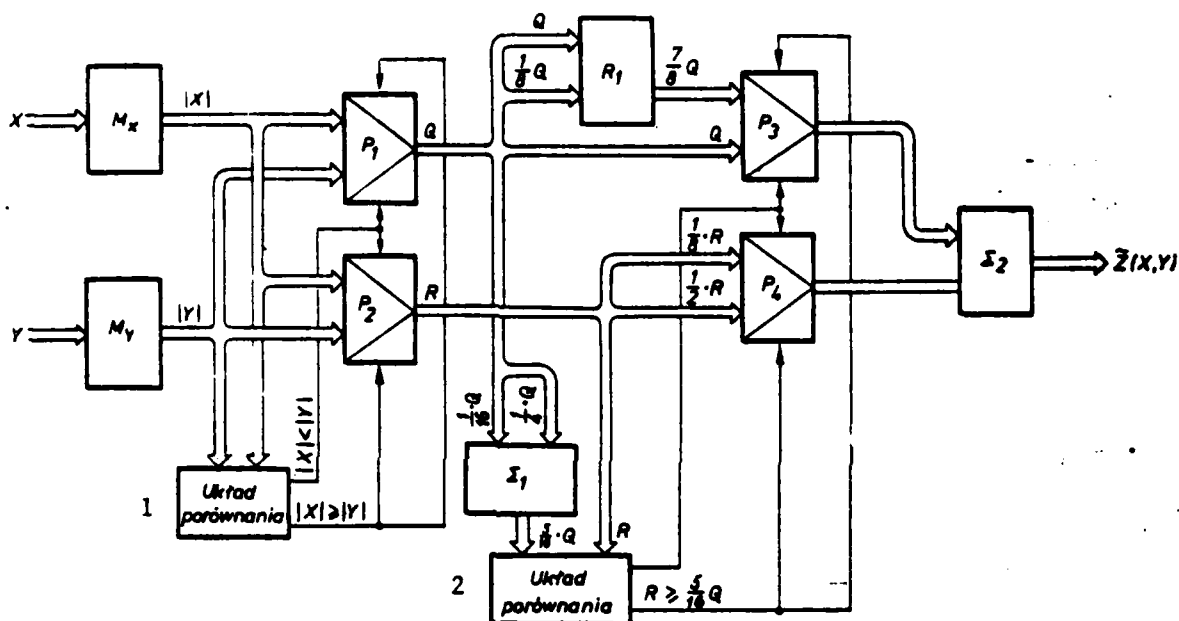 X
M_X
|X|
P_1
Q
Q
1/8 Q
R_1
7/8 Q
Q
P_3
Y
M_Y
|Y|
P_2
R
1/8 · R
1/2 · R
P_4
Σ_2
Z̃(X,Y)
|X|<|Y|
1/16 · Q
1/4 · Q
Σ_1
1
Układ
porównania
|X|⩾|Y|
5/16 · Q
R
2
Układ
porównania
R ⩾ 5/16 Q